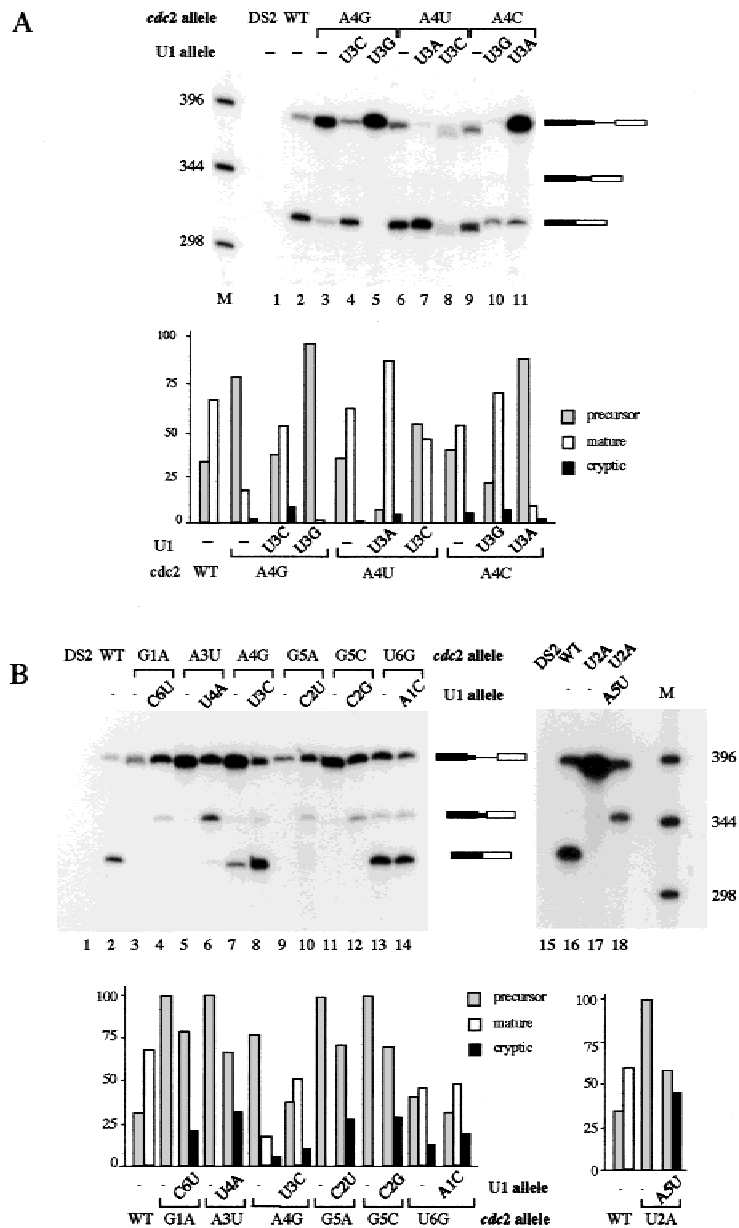 A
cdc2 allele DS2 WT A4G A4U A4C
U1 allele - - - U3C U3G - U3A U3C - U3G U3A
396
344
298
M 1 2 3 4 5 6 7 8 9 10 11
100
75
50
25
0
precursor
mature
cryptic
U1 - - U3C U3G - U3A U3C - U3G U3A
cdc2 WT A4G A4U A4C
B
DS2 WT G1A A3U A4G G5A G5C U6G cdc2 allele
- - - C6U - U4A - U3C - C2U - C2G - A1C U1 allele
DS2 WT U2A U2A
- - A5U M
396
344
298
1 2 3 4 5 6 7 8 9 10 11 12 13 14
15 16 17 18
100
75
50
25
0
precursor
mature
cryptic
100
75
50
25
0
- - C6U - U4A - U3C - C2U - C2G - A1C U1 allele - - A5U
WT G1A A3U A4G G5A G5C U6G cdc2 allele WT U2A